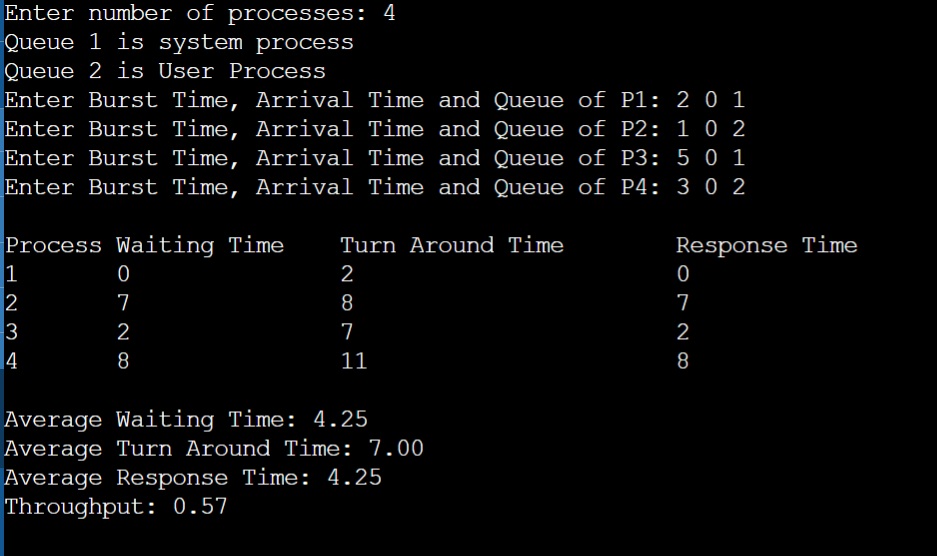 Enter number of processes: 4
Queue 1 is system process
Queue 2 is User Process
Enter Burst Time, Arrival Time and Queue of P1: 2 0 1
Enter Burst Time, Arrival Time and Queue of P2: 1 0 2
Enter Burst Time, Arrival Time and Queue of P3: 5 0 1
Enter Burst Time, Arrival Time and Queue of P4: 3 0 2
Process Waiting Time Turn Around Time Response Time
1 0 2 0
2 7 8 7
3 2 7 2
4 8 11 8
Average Waiting Time: 4.25
Average Turn Around Time: 7.00
Average Response Time: 4.25
Throughput: 0.57